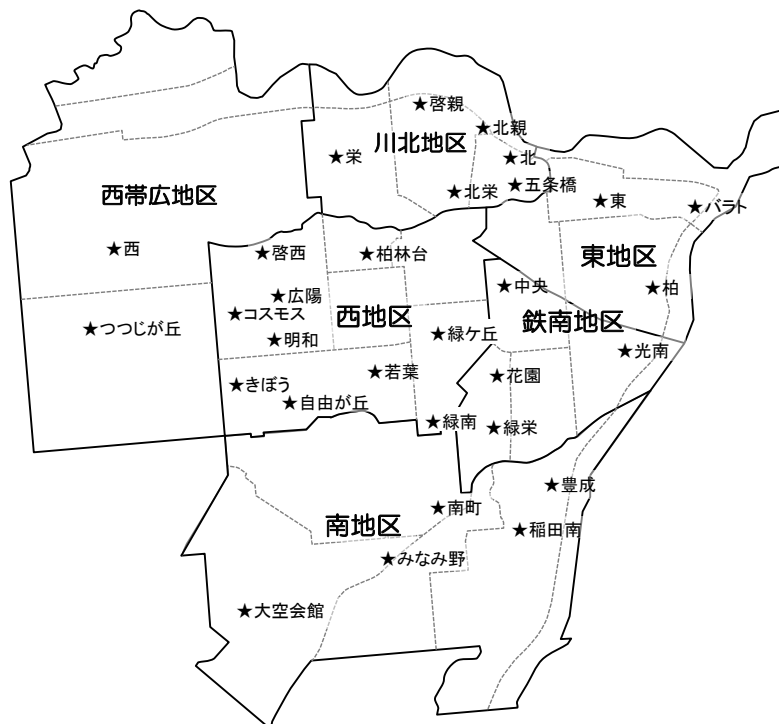 ★啓親
★北親
川北地区
★栄
★北
西帯広地区
★北栄
★五条橋
★東
★バラト
★西
★啓西
★柏林台
東地区
★広陽
★中央
★柏
★コスモス
西地区
鉄南地区
★つつじが丘
★明和
★緑ケ丘
★光南
★きぼう
★若葉
★花園
★自由が丘
★緑南
★緑栄
★豊成
★南町
南地区
★稲田南
★みなみ野
★大空会館